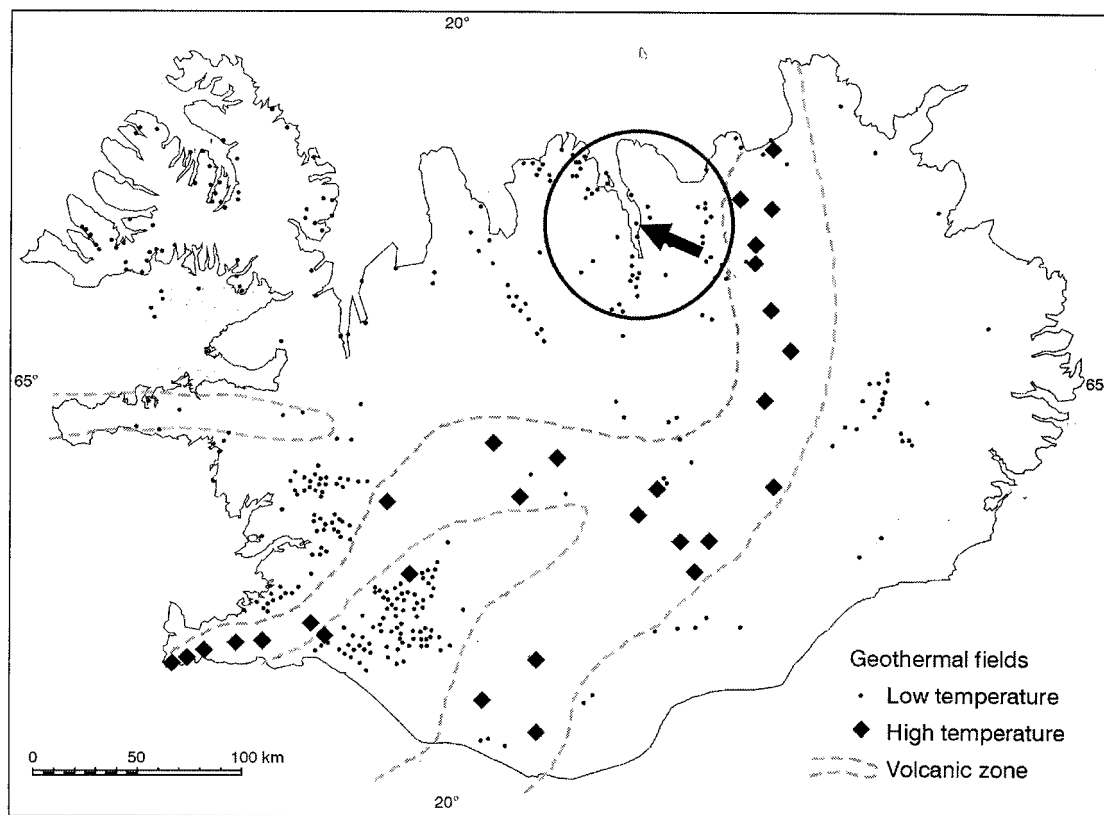 20°
65°
65
Geothermal fields
Low temperature
High temperature
Volcanic zone
0 50 100 km
20°